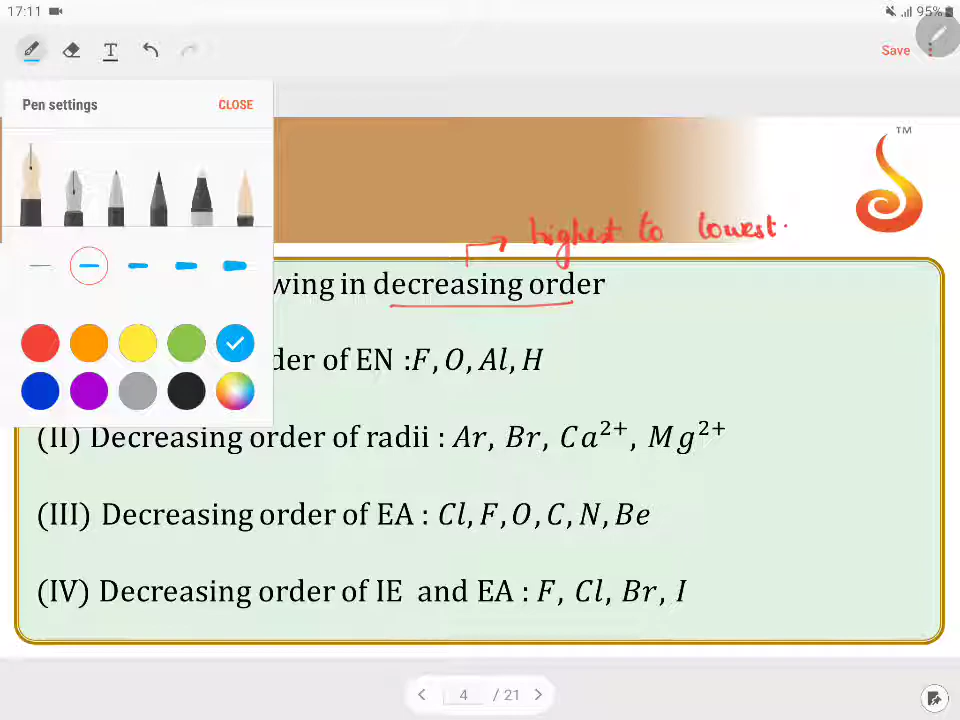 17:11 95%
T Save
Pen settings CLOSE
TM
highest to lowest.
wing in decreasing order
der of EN :F, O, Al, H
(II) Decreasing order of radii : Ar, Br, Ca²⁺, Mg²⁺
(III) Decreasing order of EA : Cl, F, O, C, N, Be
(IV) Decreasing order of IE and EA : F, Cl, Br, I
4 / 21